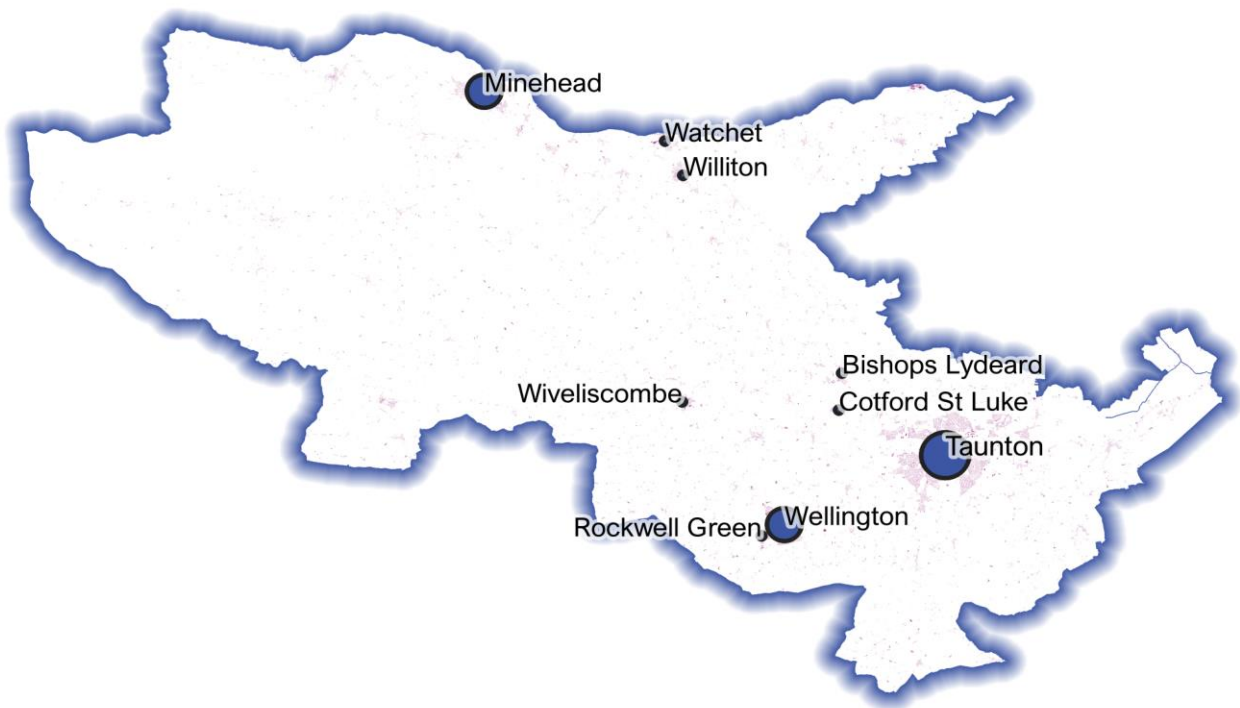 Minehead
Watchet
Williton
Bishops Lydeard
Wiveliscombe
Cotford St Luke
Taunton
Wellington
Rockwell Green